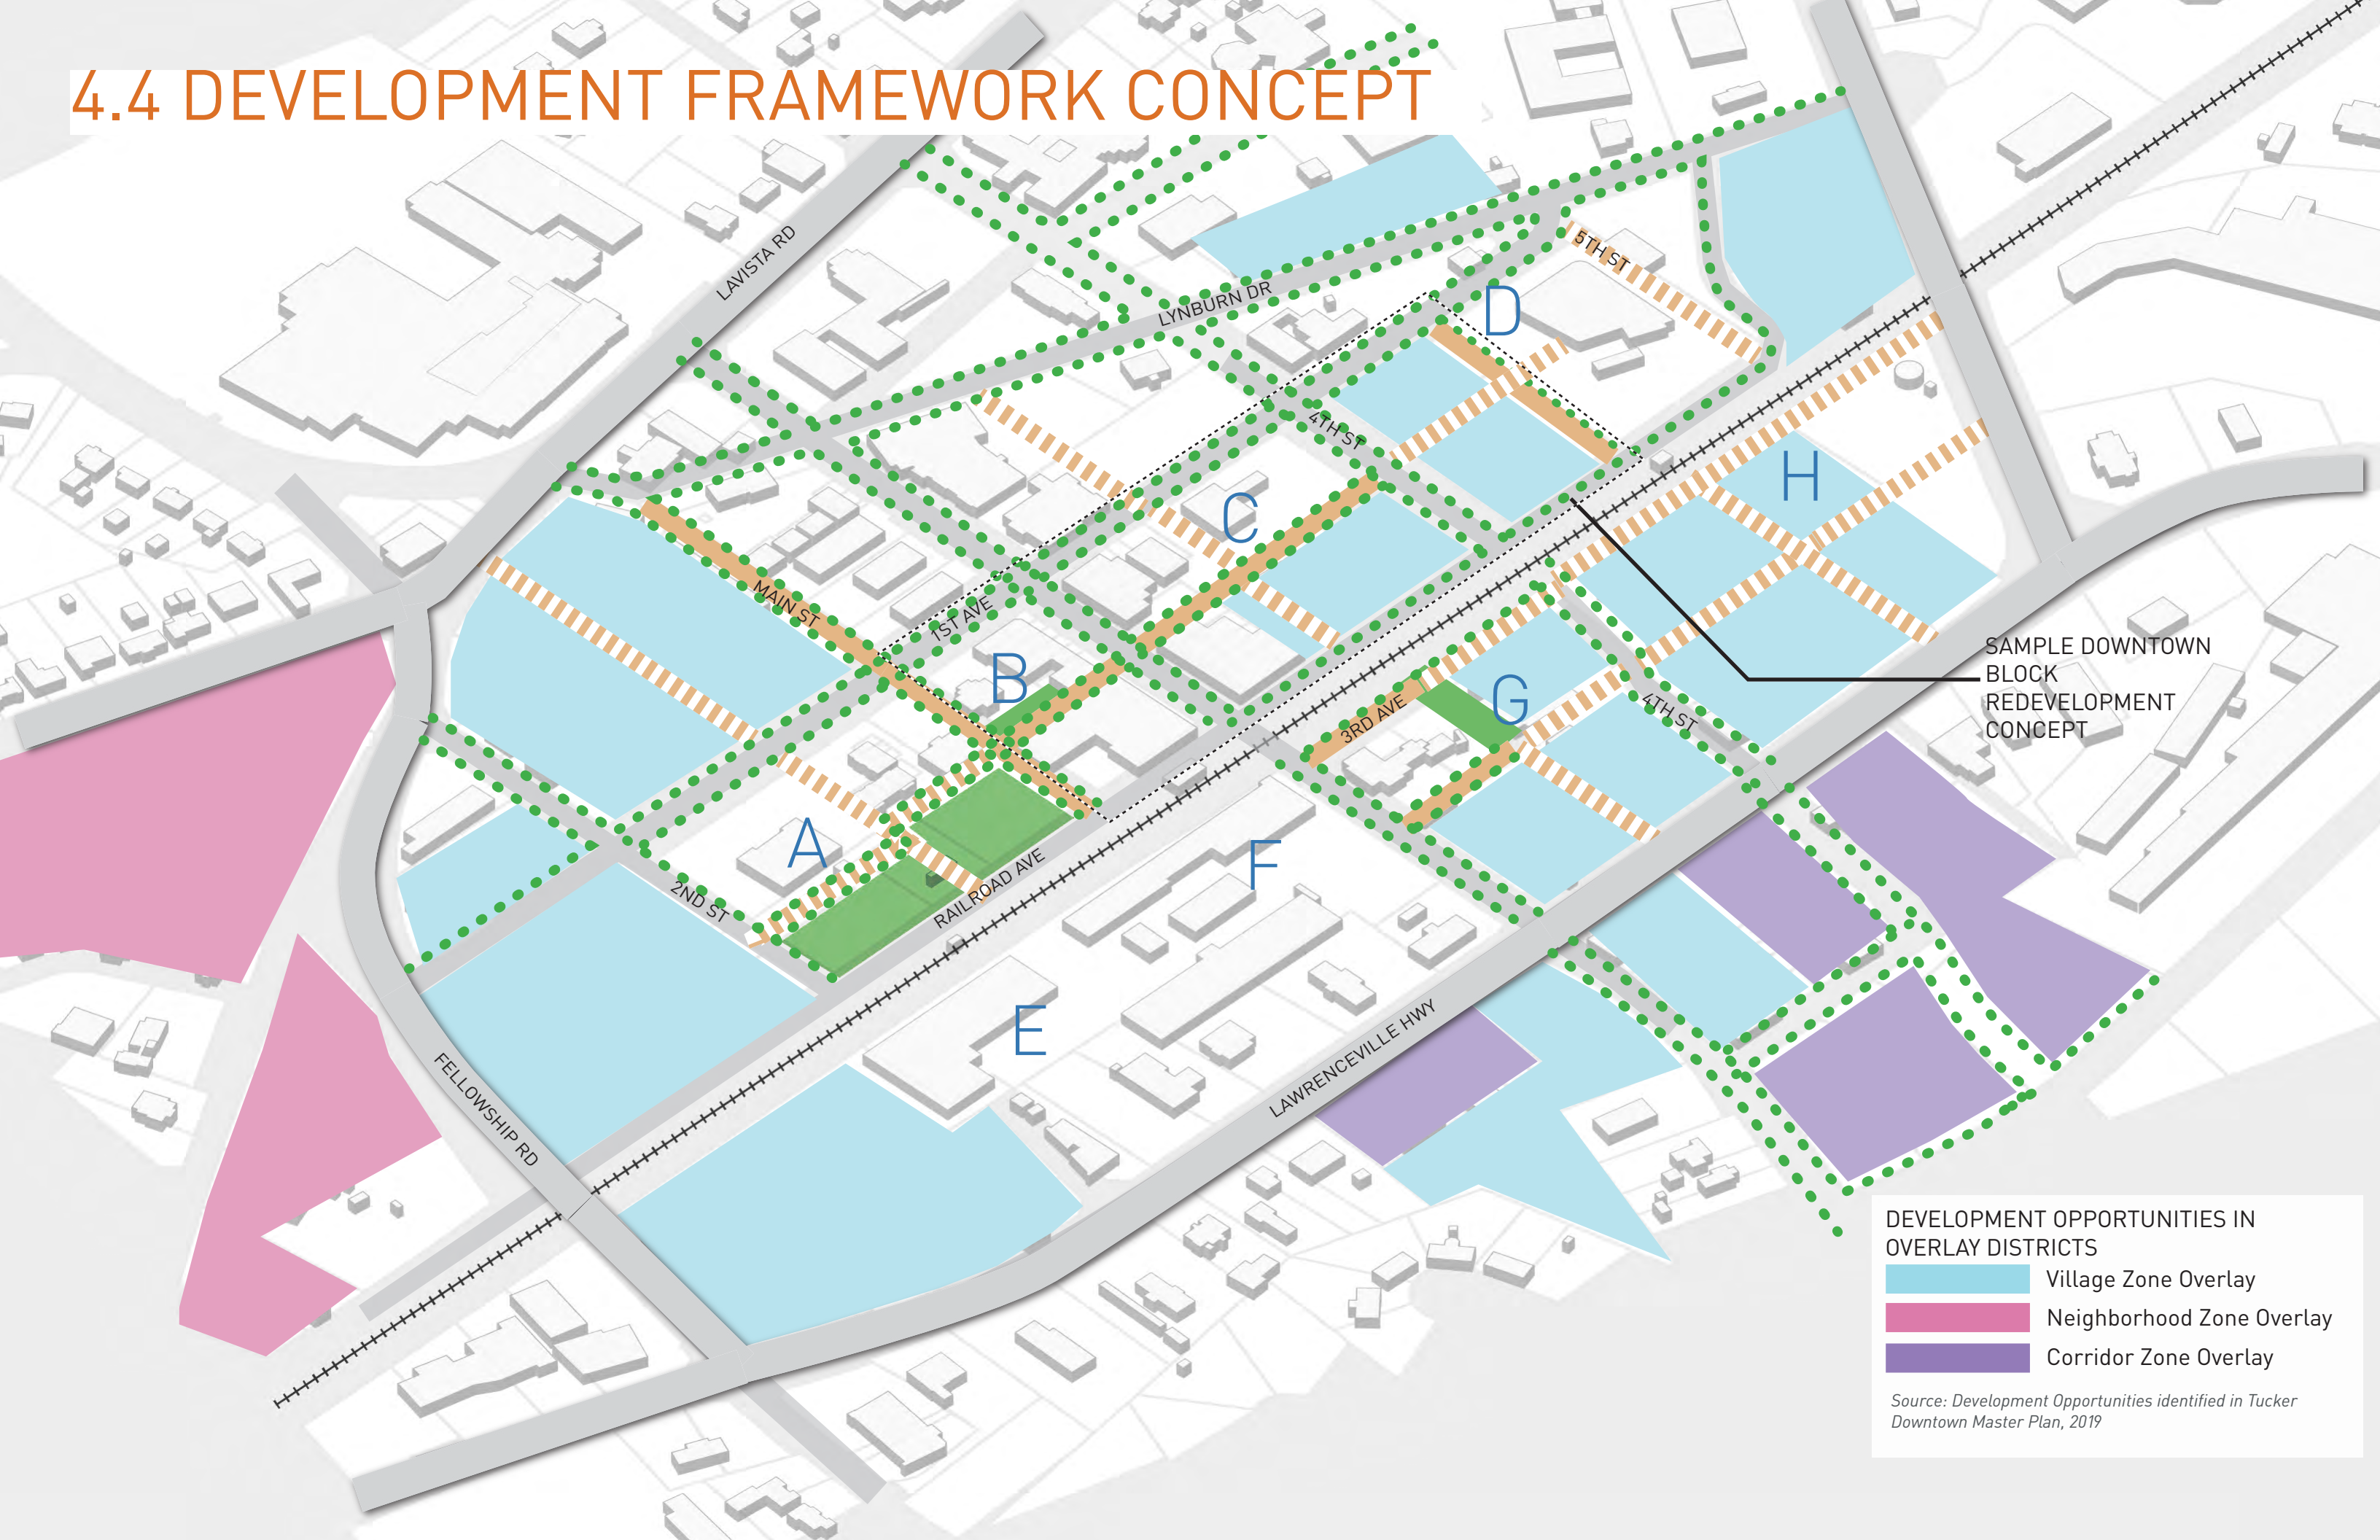 4.4 DEVELOPMENT FRAMEWORK CONCEPT
LAVISTA RD
LYNBURN DR
5TH ST
D
4TH ST
C
H
MAIN ST
1ST AVE
B
SAMPLE DOWNTOWN
BLOCK
REDEVELOPMENT
CONCEPT
3RD AVE
G
4TH ST
A
2ND ST
RAILROAD AVE
F
E
FELLOWSHIP RD
LAWRENCEVILLE HWY
DEVELOPMENT OPPORTUNITIES IN
OVERLAY DISTRICTS
Village Zone Overlay
Neighborhood Zone Overlay
Corridor Zone Overlay
Source: Development Opportunities identified in Tucker
Downtown Master Plan, 2019